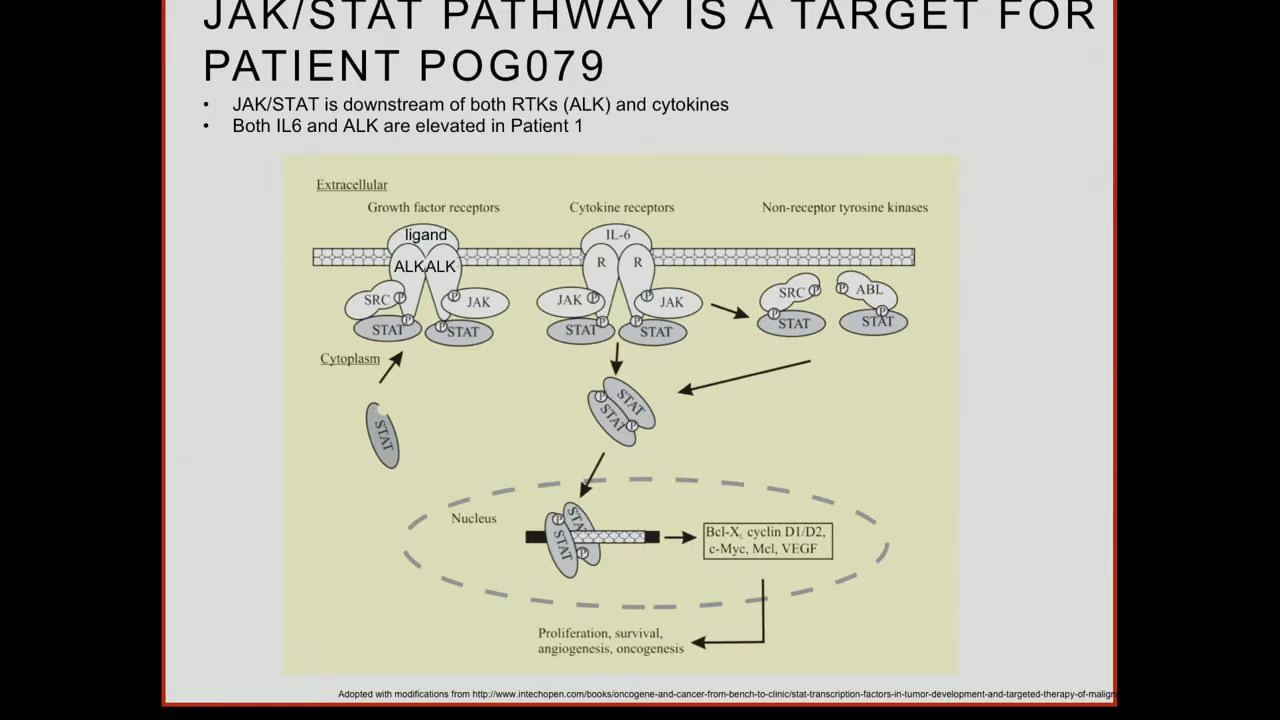 JAK/STAT PATHWAY IS A TARGET FOR
PATIENT POG079
• JAK/STAT is downstream of both RTKs (ALK) and cytokines
• Both IL6 and ALK are elevated in Patient 1
Extracellular
Growth factor receptors
Cytokine receptors
Non-receptor tyrosine kinases
ligand
ALK ALK
SRC P
P JAK
P
STAT
P
STAT
IL-6
R R
JAK P
P JAK
P
STAT
P
STAT
SRC P
P
STAT
P ABL
P
STAT
Cytoplasm
STAT
P STAT
STAT P
Nucleus
P STAT
STAT P
Bcl-XL cyclin D1/D2,
c-Myc, Mcl, VEGF
Proliferation, survival,
angiogenesis, oncogenesis
Adopted with modifications from http://www.intechopen.com/books/oncogene-and-cancer-from-bench-to-clinic/stat-transcription-factors-in-tumor-development-and-targeted-therapy-of-malign